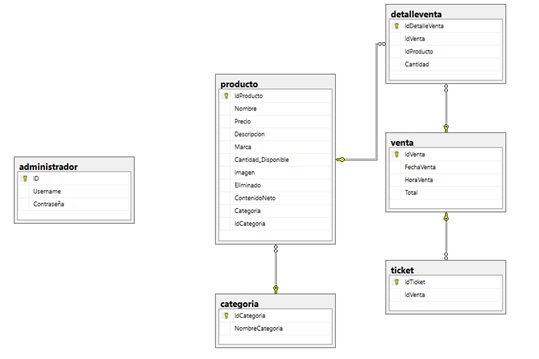 detalleventa
IdDetalleVenta
IdVenta
IdProducto
Cantidad
producto
IdProducto
Nombre
Precio
Descripcion
Marca
Cantidad_Disponible
Imagen
Eliminado
ContenidoNeto
Categoria
IdCategoria
venta
IdVenta
FechaVenta
HoraVenta
Total
administrador
ID
Username
Contraseña
ticket
IdTicket
IdVenta
categoria
IdCategoria
NombreCategoria